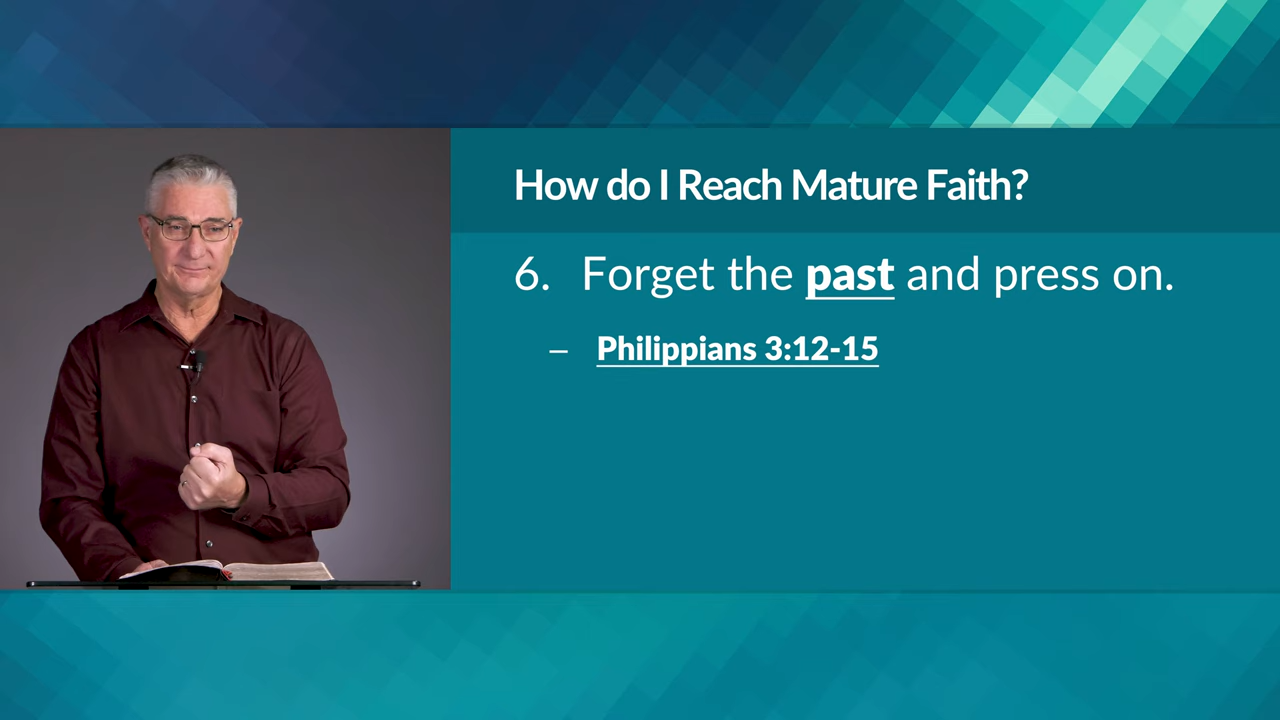 How do I Reach Mature Faith?
6. Forget the past and press on.
– Philippians 3:12-15